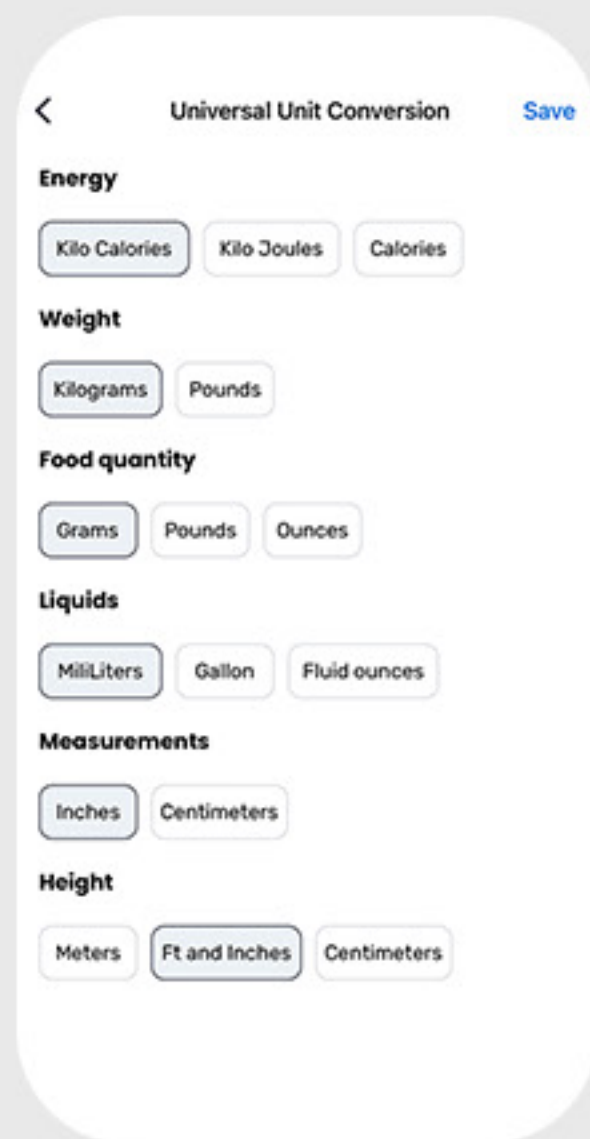 Universal Unit Conversion Save
Energy
Kilo Calories Kilo Joules Calories
Weight
Kilograms Pounds
Food quantity
Grams Pounds Ounces
Liquids
MiliLiters Gallon Fluid ounces
Measurements
Inches Centimeters
Height
Meters Ft and Inches Centimeters